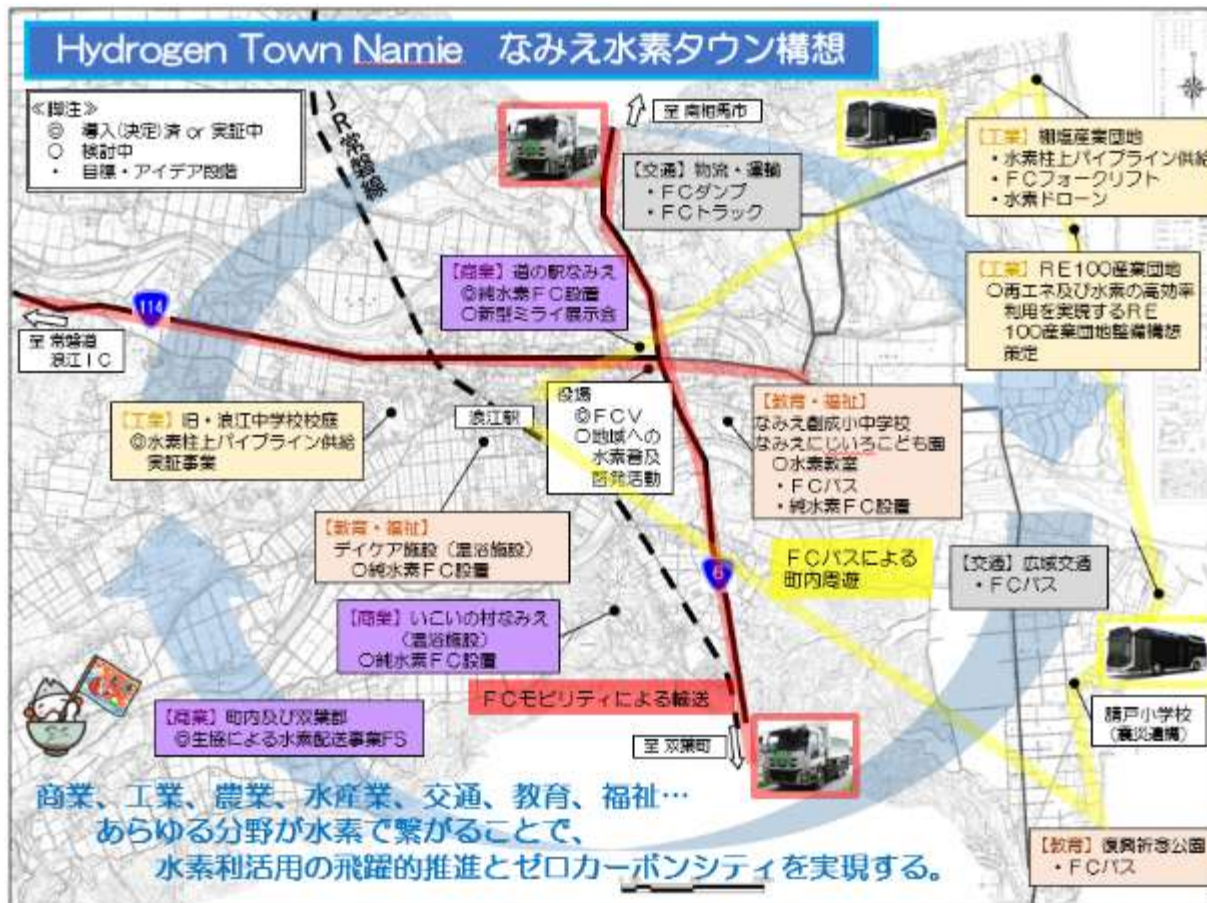 Hydrogen Town Namie　なみえ水素タウン構想
≪脚注≫
◎　導入(決定)済 or 実証中
○　検討中
・　目標・アイデア段階
JR常磐線
至 南相馬市
【交通】物流・運輸
・FCダンプ
・FCトラック
【工業】棚塩産業団地
・水素柱上パイプライン供給
・FCフォークリフト
・水素ドローン
【商業】道の駅なみえ
◎純水素FC設置
○新型ミライ展示会
【工業】RE100産業団地
○再エネ及び水素の高効率
利用を実現するRE
100産業団地整備構想
策定
114
至 常磐道
浪江IC
【工業】旧・浪江中学校校庭
◎水素柱上パイプライン供給
実証事業
浪江駅
役場
◎FCV
○地域への
水素普及
啓発活動
【教育・福祉】
なみえ創成小中学校
なみえにじいろこども園
○水素教室
・FCバス
・純水素FC設置
【教育・福祉】
デイケア施設（温浴施設）
○純水素FC設置
6
FCバスによる
町内周遊
【交通】広域交通
・FCバス
【商業】いこいの村なみえ
（温浴施設）
○純水素FC設置
FCモビリティによる輸送
【商業】町内及び双葉郡
◎生協による水素配送事業FS
至 双葉町
請戸小学校
（震災遺構）
商業、工業、農業、水産業、交通、教育、福祉…
あらゆる分野が水素で繋がることで、
水素利活用の飛躍的推進とゼロカーボンシティを実現する。
【教育】復興祈念公園
・FCバス